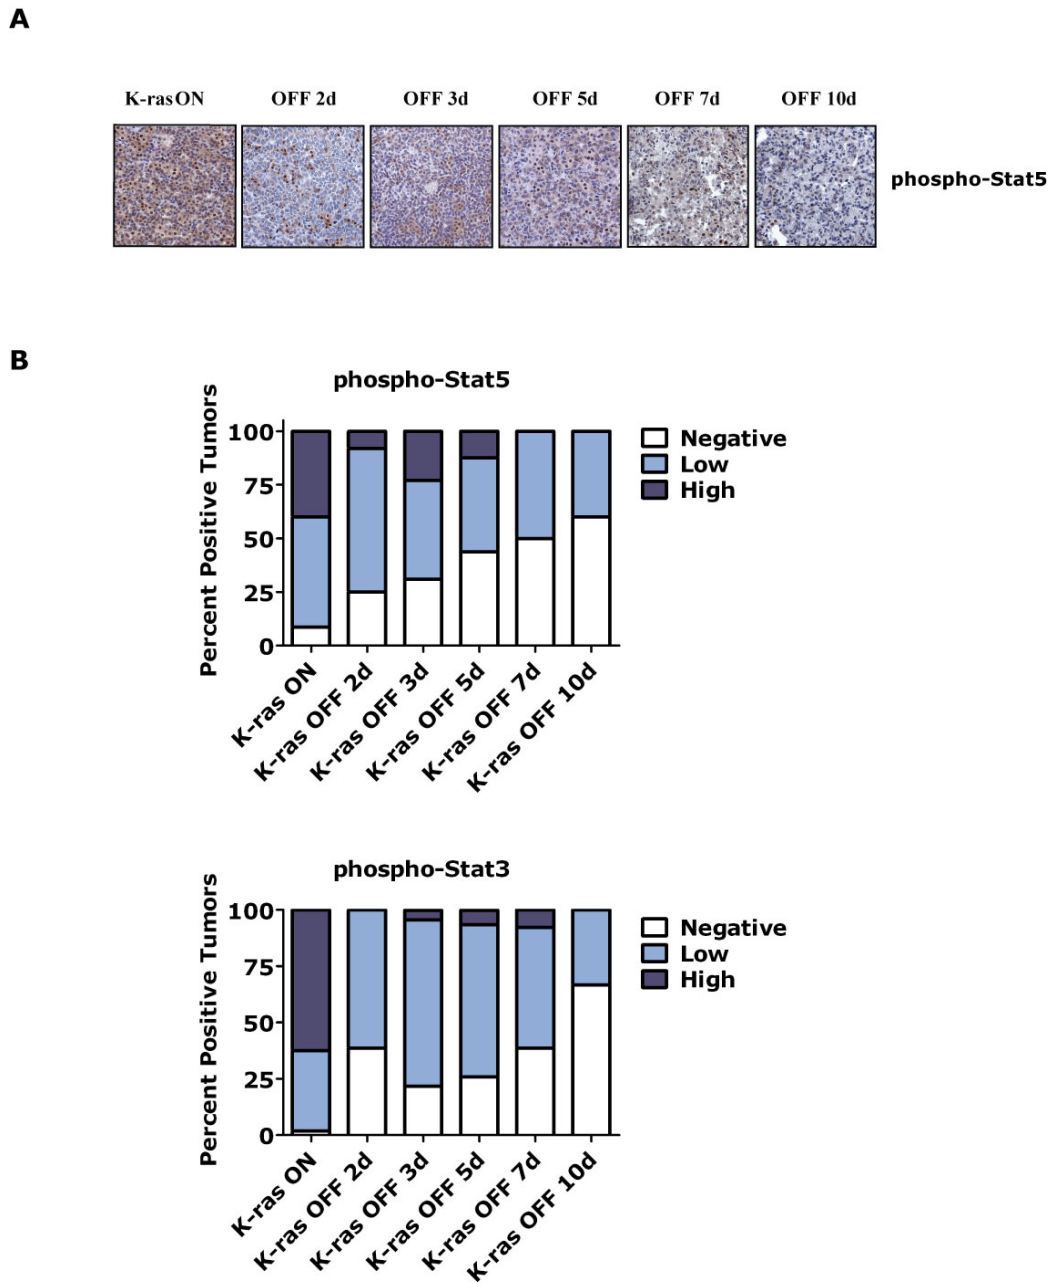 A
K-ras ON OFF 2d OFF 3d OFF 5d OFF 7d OFF 10d
phospho-Stat5
B
phospho-Stat5
Percent Positive Tumors
100
75
50
25
0
K-ras ON
K-ras OFF 2d
K-ras OFF 3d
K-ras OFF 5d
K-ras OFF 7d
K-ras OFF 10d
Negative
Low
High
phospho-Stat3
Percent Positive Tumors
100
75
50
25
0
K-ras ON
K-ras OFF 2d
K-ras OFF 3d
K-ras OFF 5d
K-ras OFF 7d
K-ras OFF 10d
Negative
Low
High